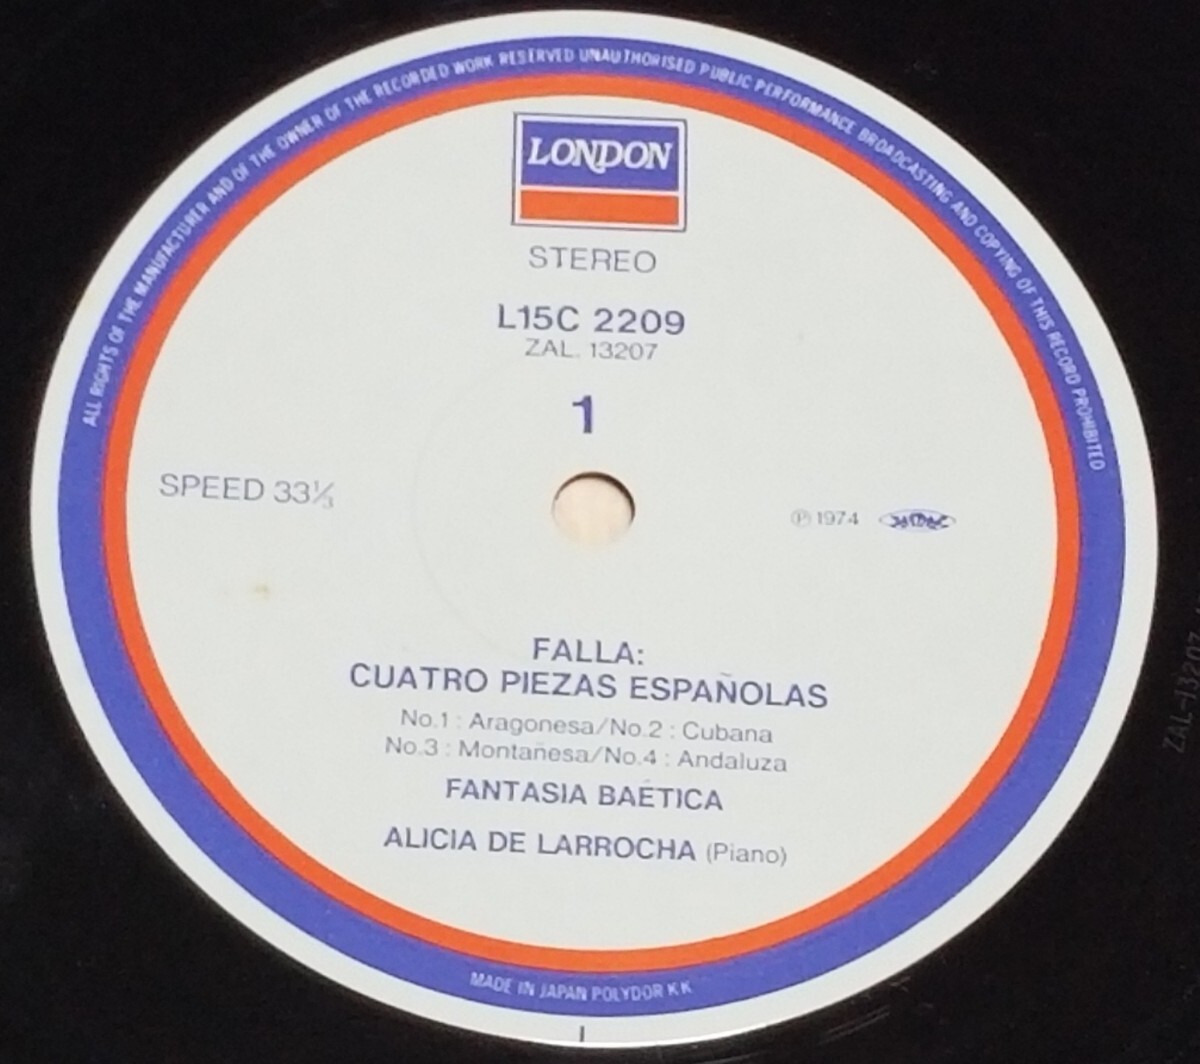 ALL RIGHTS OF THE MANUFACTURER AND OF THE OWNER OF THE RECORDED WORK RESERVED UNAUTHORISED PUBLIC PERFORMANCE BROADCASTING AND COPYING OF THIS RECORD PROHIBITED
LONDON
STEREO
L15C 2209
ZAL. 13207
1
SPEED 33⅓
Ⓟ 1974
FALLA:
CUATRO PIEZAS ESPAÑOLAS
No.1 : Aragonesa/No.2 : Cubana
No.3 : Montañesa/No.4 : Andaluza
FANTASIA BAÉTICA
ALICIA DE LARROCHA (Piano)
MADE IN JAPAN POLYDOR K K
ZAL-13207